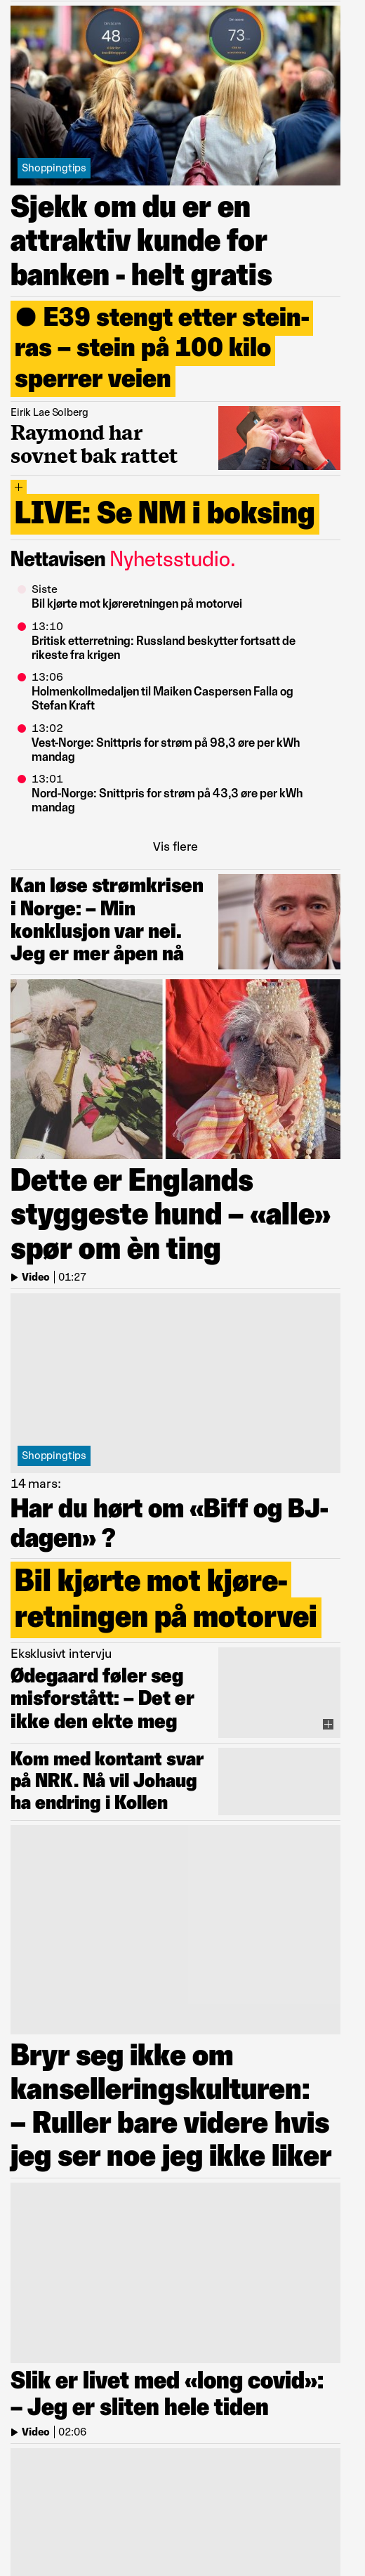 48
73
Shoppingtips
Sjekk om du er en
attraktiv kunde for
banken - helt gratis
E39 stengt etter stein-
ras – stein på 100 kilo
sperrer veien
Eirik Lae Solberg
Raymond har
sovnet bak rattet
+
LIVE: Se NM i boksing
Nettavisen Nyhetsstudio.
Siste
Bil kjørte mot kjøreretningen på motorvei
13:10
Britisk etterretning: Russland beskytter fortsatt de
rikeste fra krigen
13:06
Holmenkollmedaljen til Maiken Caspersen Falla og
Stefan Kraft
13:02
Vest-Norge: Snittpris for strøm på 98,3 øre per kWh
mandag
13:01
Nord-Norge: Snittpris for strøm på 43,3 øre per kWh
mandag
Vis flere
Kan løse strømkrisen
i Norge: – Min
konklusjon var nei.
Jeg er mer åpen nå
Dette er Englands
styggeste hund – «alle»
spør om èn ting
Video | 01:27
Shoppingtips
14 mars:
Har du hørt om «Biff og BJ-
dagen» ?
Bil kjørte mot kjøre-
retningen på motorvei
Eksklusivt intervju
Ødegaard føler seg
misforstått: – Det er
ikke den ekte meg
Kom med kontant svar
på NRK. Nå vil Johaug
ha endring i Kollen
Bryr seg ikke om
kanselleringskulturen:
– Ruller bare videre hvis
jeg ser noe jeg ikke liker
Slik er livet med «long covid»:
– Jeg er sliten hele tiden
Video | 02:06